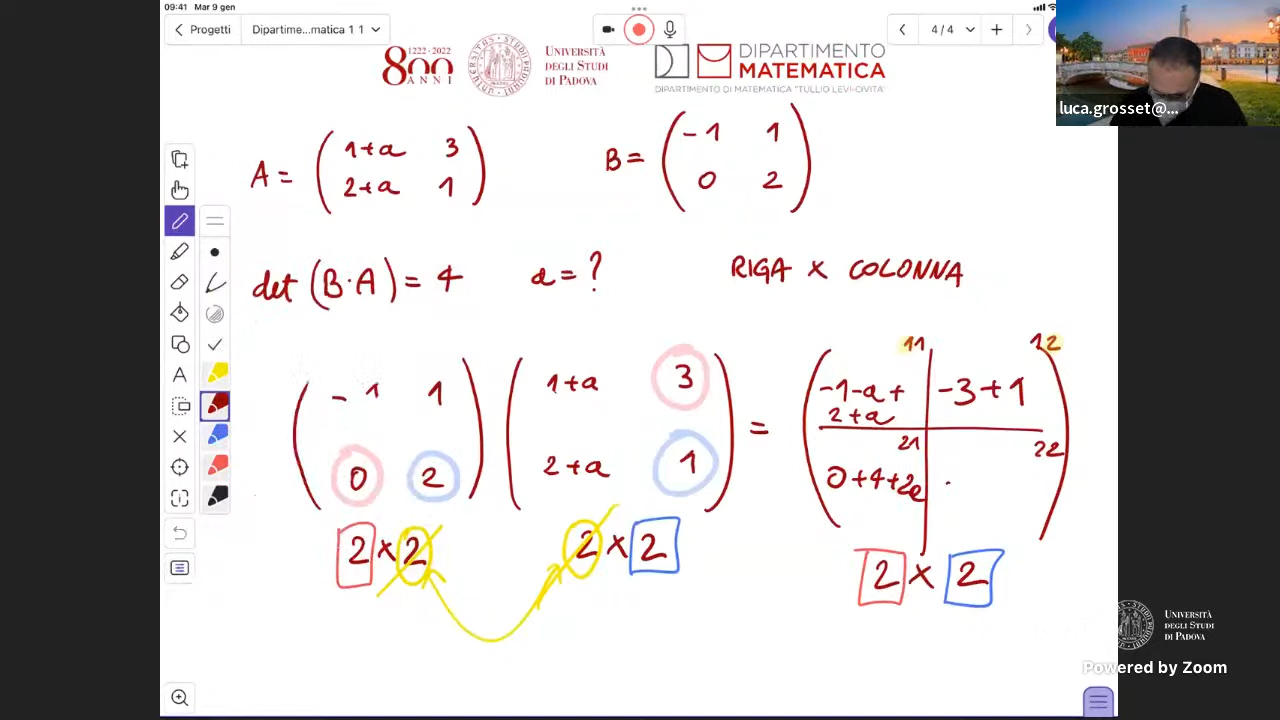 09:41 Mar 9 gen
Progetti
Dipartime...matica 1 1
4/4
800
1222·2022
ANNI
UNIVERSITÀ
DEGLI STUDI
DI PADOVA
DIPARTIMENTO
MATEMATICA
DIPARTIMENTO DI MATEMATICA "TULLIO LEVI-CIVITA"
luca.grosset@_...
A = ( 1+a 3
2+a 1 )
B = ( -1 1
0 2 )
det (B·A) = 4 a = ? RIGA × COLONNA
( -1 1
0 2 )
( 1+a 3
2+a 1 )
=
11 12
-1-a+ -3+1
2+a
21 22
0+4+2a
2×2 2×2 2×2
UNIVERSITÀ
DEGLI STUDI
DI PADOVA
Powered by Zoom